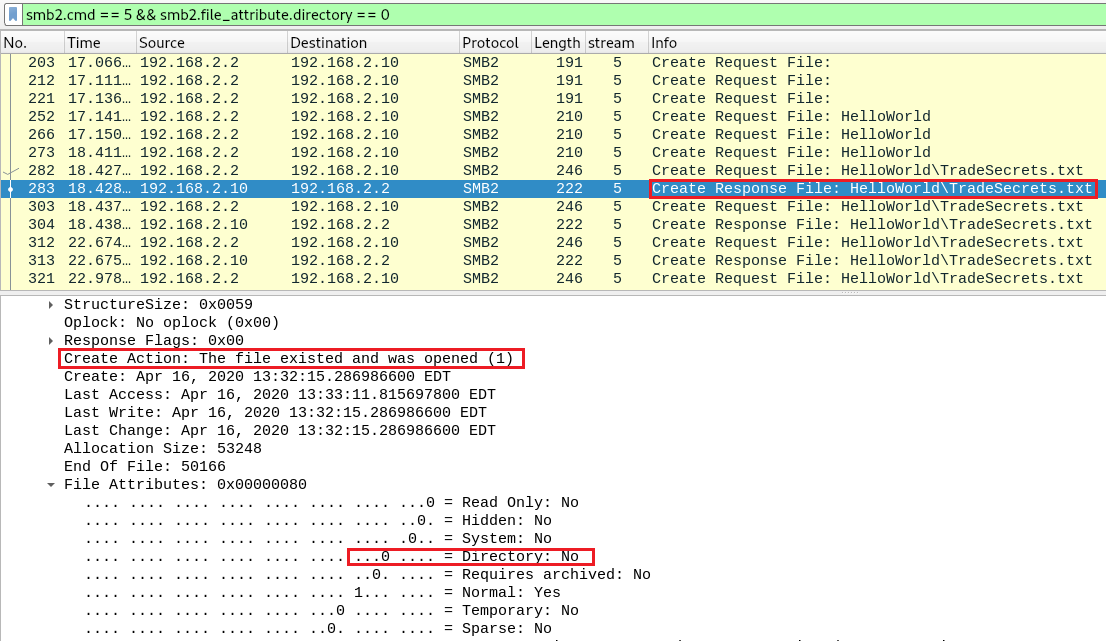 smb2.cmd == 5 && smb2.file_attribute.directory == 0
No. Time Source Destination Protocol Length stream Info
203 17.066… 192.168.2.2 192.168.2.10 SMB2 191 5 Create Request File:
212 17.111… 192.168.2.2 192.168.2.10 SMB2 191 5 Create Request File:
221 17.136… 192.168.2.2 192.168.2.10 SMB2 191 5 Create Request File:
252 17.141… 192.168.2.2 192.168.2.10 SMB2 210 5 Create Request File: HelloWorld
266 17.150… 192.168.2.2 192.168.2.10 SMB2 210 5 Create Request File: HelloWorld
273 18.411… 192.168.2.2 192.168.2.10 SMB2 210 5 Create Request File: HelloWorld
282 18.427… 192.168.2.2 192.168.2.10 SMB2 246 5 Create Request File: HelloWorld\TradeSecrets.txt
283 18.428… 192.168.2.10 192.168.2.2 SMB2 222 5 Create Response File: HelloWorld\TradeSecrets.txt
303 18.437… 192.168.2.2 192.168.2.10 SMB2 246 5 Create Request File: HelloWorld\TradeSecrets.txt
304 18.438… 192.168.2.10 192.168.2.2 SMB2 222 5 Create Response File: HelloWorld\TradeSecrets.txt
312 22.674… 192.168.2.2 192.168.2.10 SMB2 246 5 Create Request File: HelloWorld\TradeSecrets.txt
313 22.675… 192.168.2.10 192.168.2.2 SMB2 222 5 Create Response File: HelloWorld\TradeSecrets.txt
321 22.978… 192.168.2.2 192.168.2.10 SMB2 246 5 Create Request File: HelloWorld\TradeSecrets.txt
StructureSize: 0x0059
Oplock: No oplock (0x00)
Response Flags: 0x00
Create Action: The file existed and was opened (1)
Create: Apr 16, 2020 13:32:15.286986600 EDT
Last Access: Apr 16, 2020 13:33:11.815697800 EDT
Last Write: Apr 16, 2020 13:32:15.286986600 EDT
Last Change: Apr 16, 2020 13:32:15.286986600 EDT
Allocation Size: 53248
End Of File: 50166
File Attributes: 0x00000080
.... .... .... .... .... .... .... ...0 = Read Only: No
.... .... .... .... .... .... .... ..0. = Hidden: No
.... .... .... .... .... .... .... .0.. = System: No
.... .... .... .... .... .... ...0 .... = Directory: No
.... .... .... .... .... .... ..0. .... = Requires archived: No
.... .... .... .... .... .... 1... .... = Normal: Yes
.... .... .... .... .... ...0 .... .... = Temporary: No
.... .... .... .... .... ..0. .... .... = Sparse: No